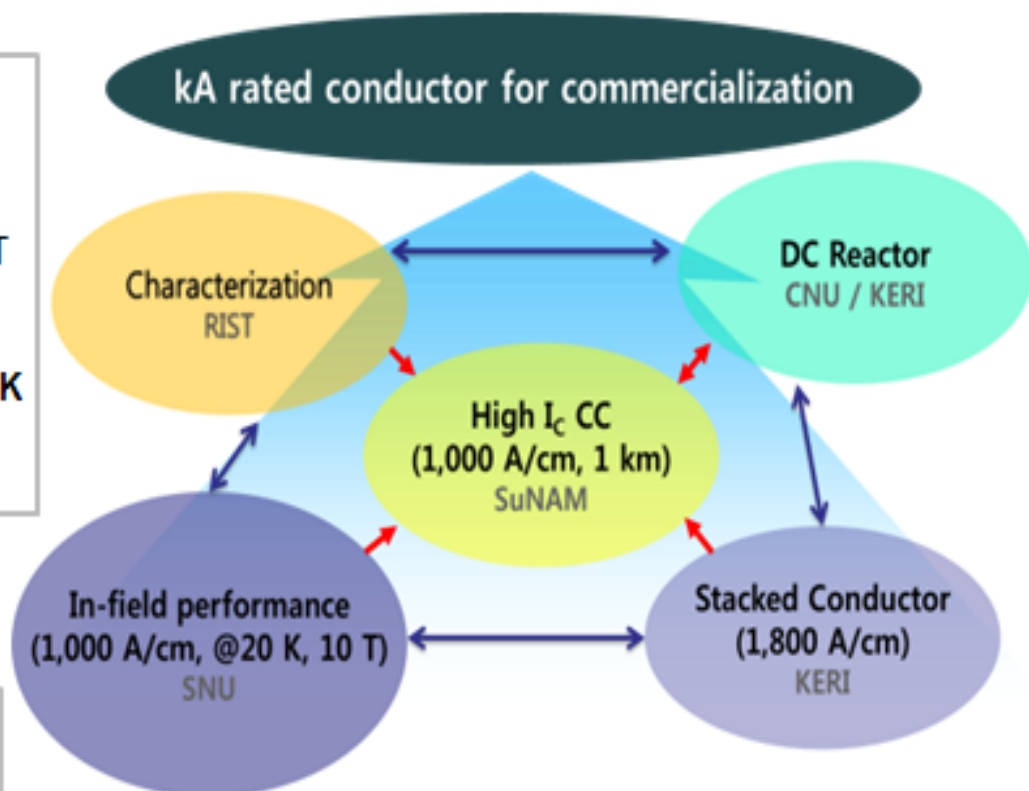 kA rated conductor for commercialization
T
K
Characterization
RIST
DC Reactor
CNU / KERI
High I_C CC
(1,000 A/cm, 1 km)
SuNAM
In-field performance
(1,000 A/cm, @20 K, 10 T)
SNU
Stacked Conductor
(1,800 A/cm)
KERI